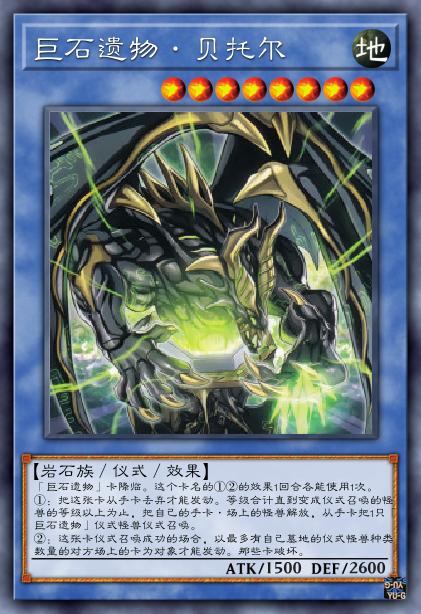 巨石遗物·贝托尔
地
【岩石族/仪式/效果】
「巨石遗物」卡降临。这个卡名的①②的效果1回合各能使用1次。
①：把这张卡从手卡丢弃才能发动。等级合计直到变成仪式召唤的怪
兽的等级以上为止，把自己的手卡·场上的怪兽解放，从手卡把1只
「巨石遗物」仪式怪兽仪式召唤。
②：这张卡仪式召唤成功的场合，以最多有自己墓地的仪式怪兽种类
数量的对方场上的卡为对象才能发动。那些卡破坏。
ATK/1500 DEF/2600